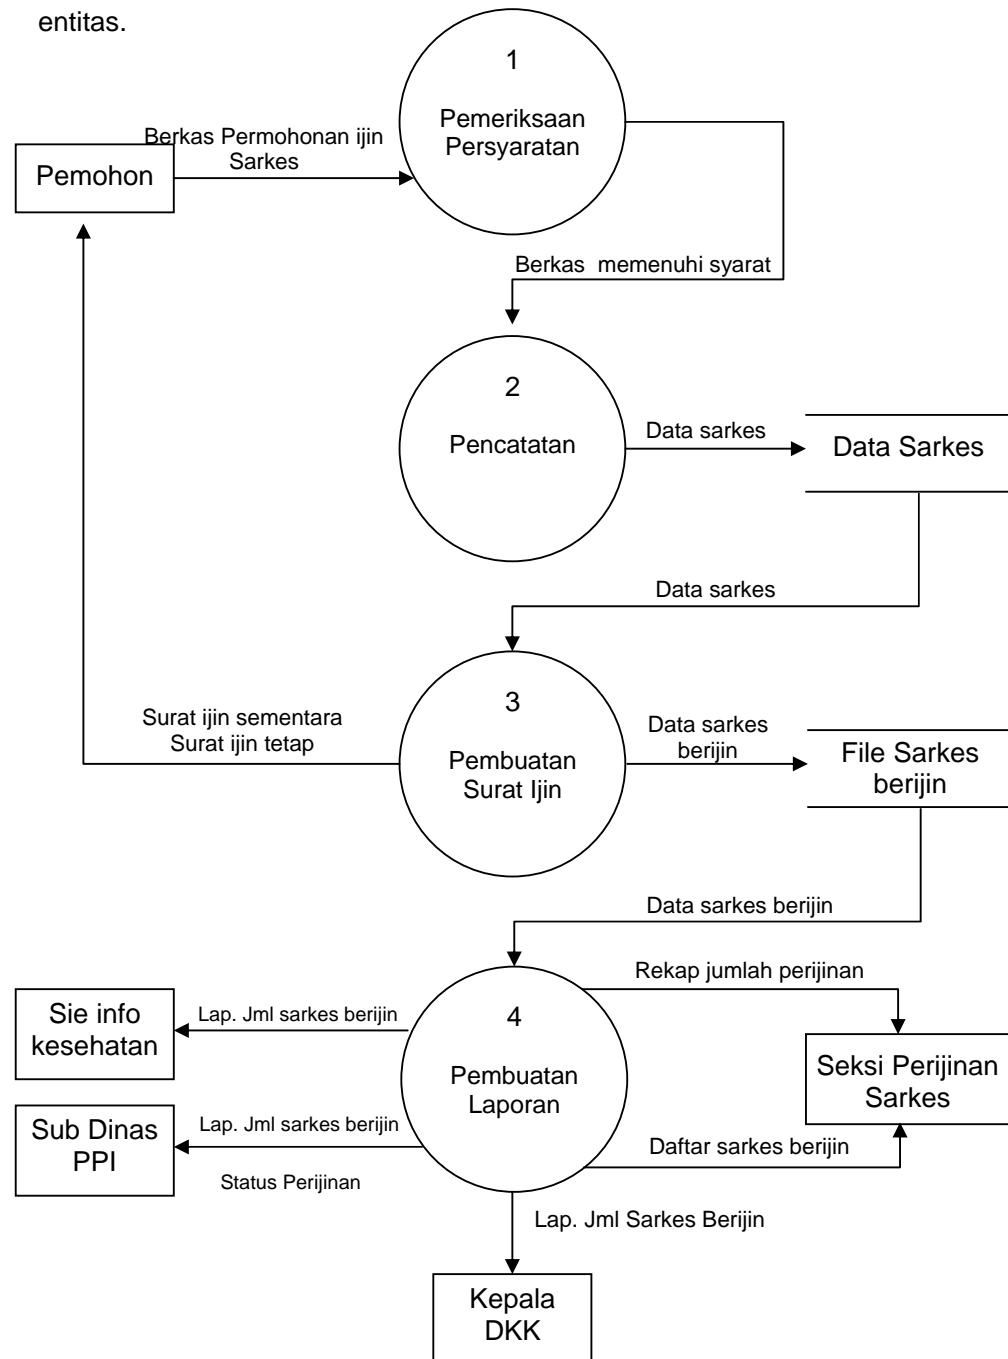 entitas.
1
Pemeriksaan
Persyaratan
Berkas Permohonan ijin
Sarkes
Pemohon
Berkas memenuhi syarat
2
Pencatatan
Data sarkes
Data Sarkes
Data sarkes
3
Pembuatan
Surat Ijin
Surat ijin sementara
Surat ijin tetap
Data sarkes
berijin
File Sarkes
berijin
Data sarkes berijin
Rekap jumlah perijinan
4
Pembuatan
Laporan
Sie info
kesehatan
Lap. Jml sarkes berijin
Seksi Perijinan
Sarkes
Sub Dinas
PPI
Lap. Jml sarkes berijin
Status Perijinan
Daftar sarkes berijin
Lap. Jml Sarkes Berijin
Kepala
DKK